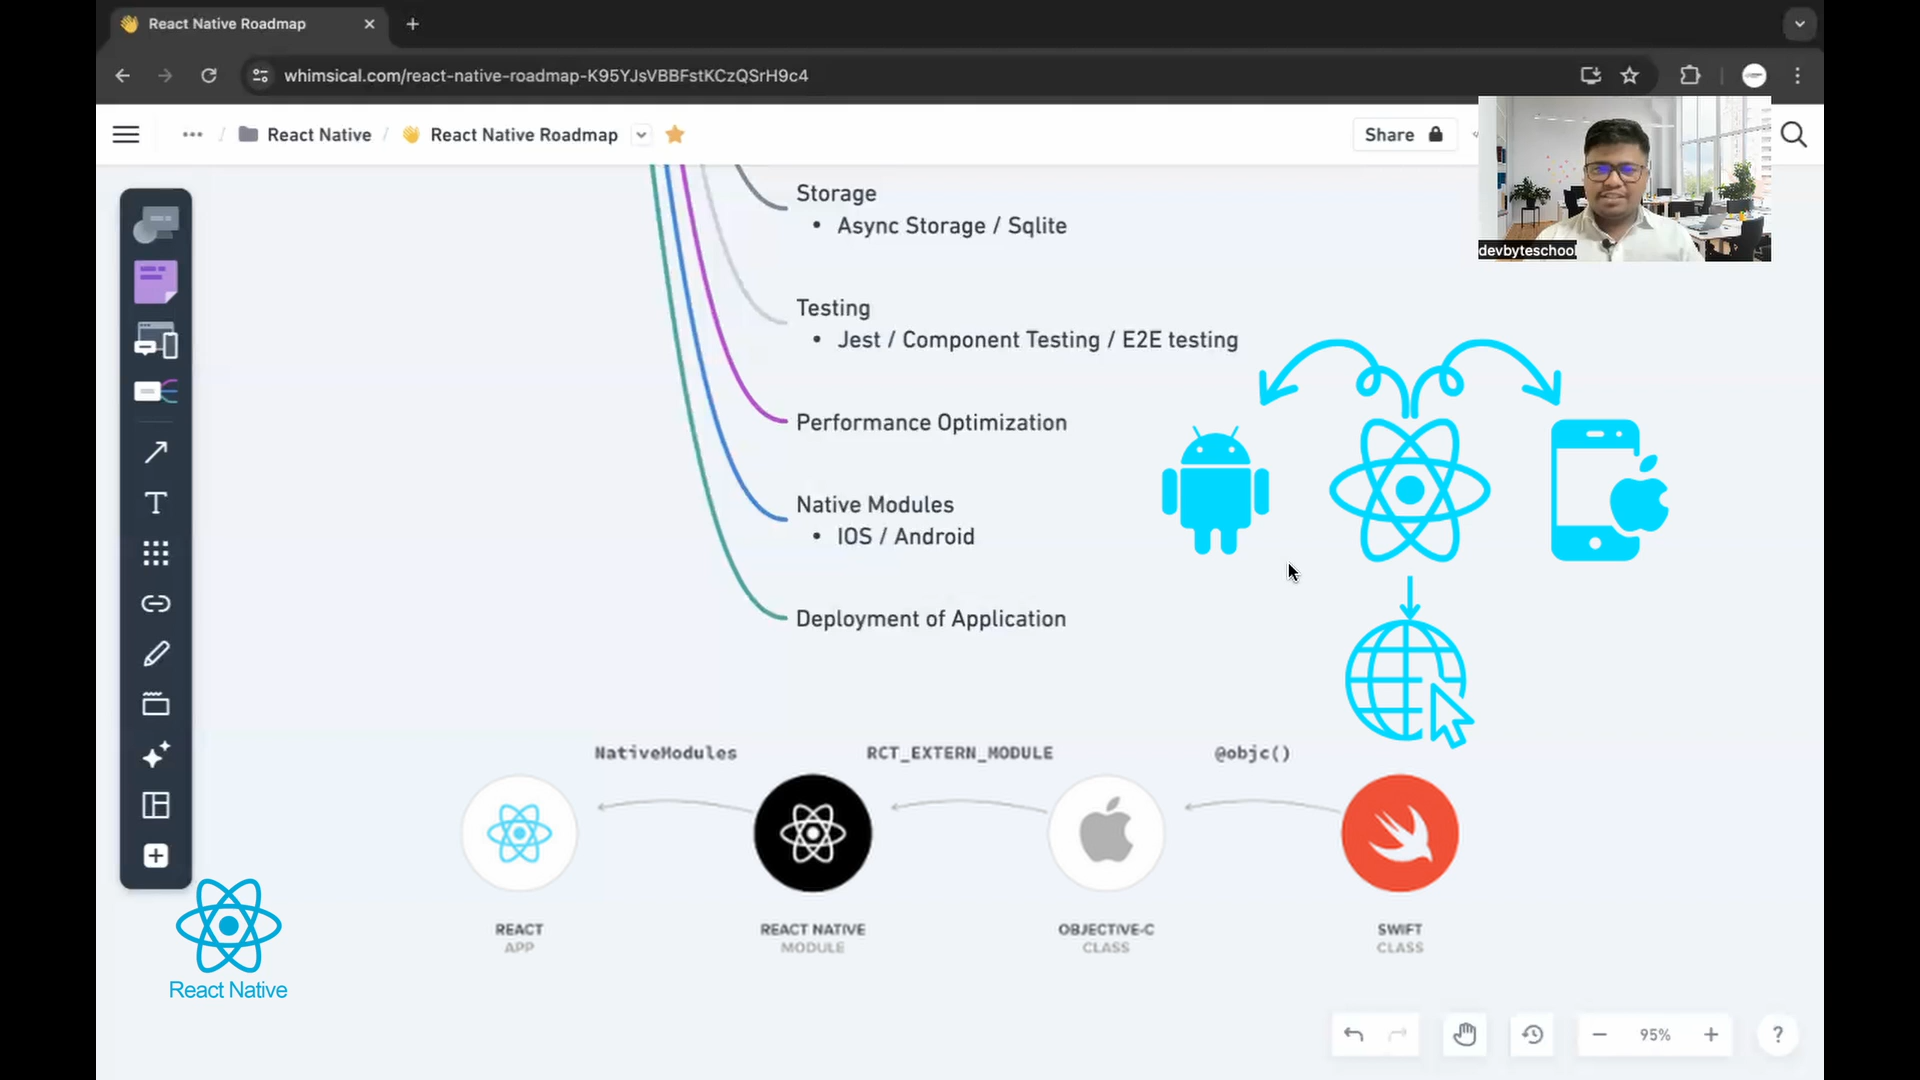 React Native Roadmap
whimsical.com/react-native-roadmap-K95YJsVBBFstKCzQSrH9c4
... / React Native / React Native Roadmap
Share
devbyteschool
Storage
• Async Storage / Sqlite
Testing
• Jest / Component Testing / E2E testing
Performance Optimization
Native Modules
• IOS / Android
Deployment of Application
NativeModules RCT_EXTERN_MODULE @objc()
REACT REACT NATIVE OBJECTIVE-C SWIFT
APP MODULE CLASS CLASS
React Native
95%